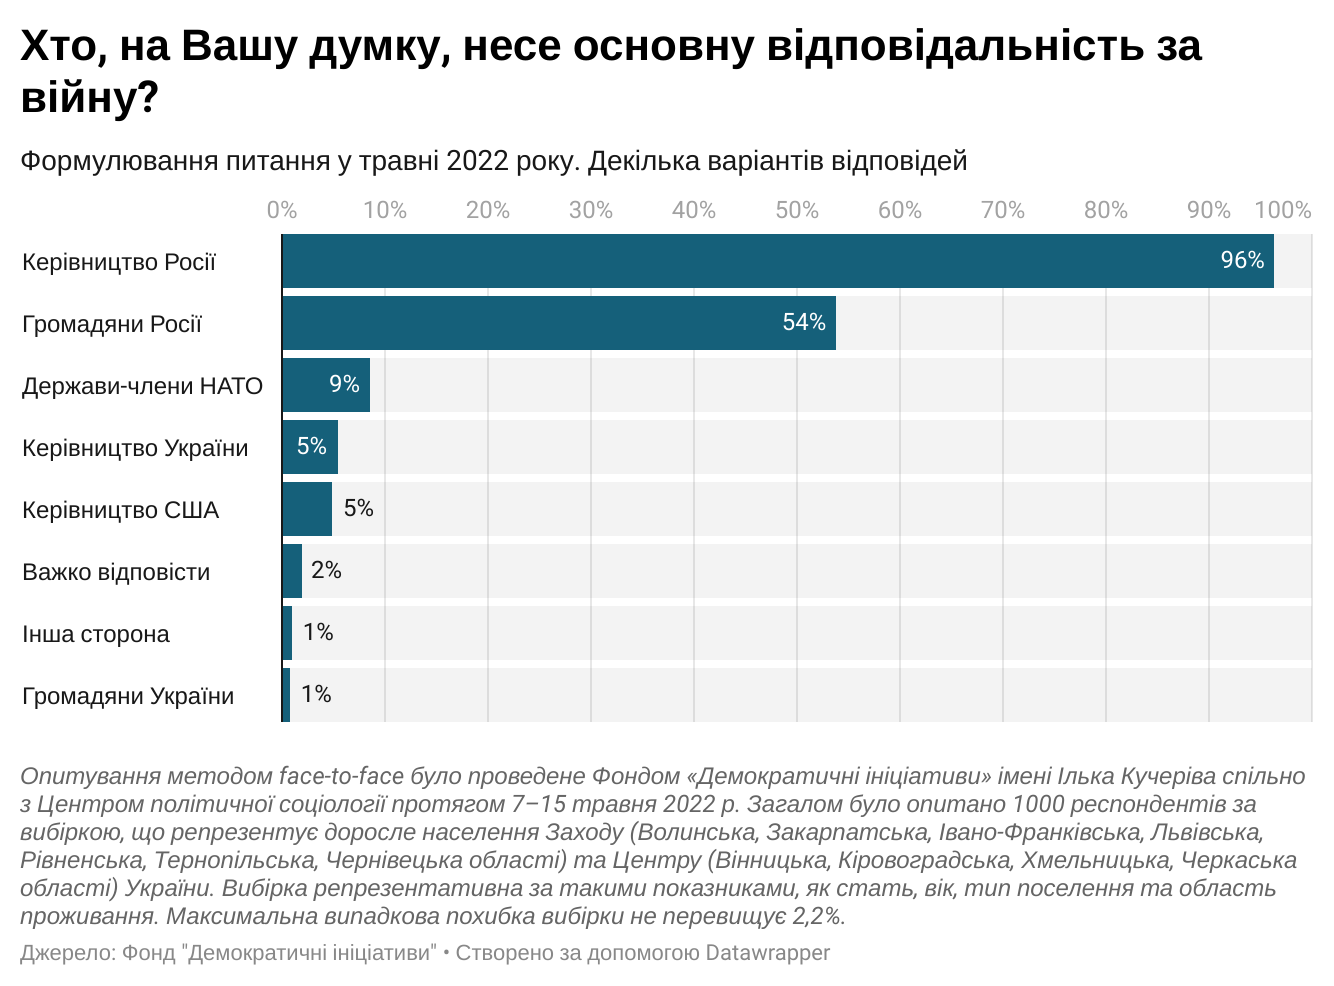 Хто, на Вашу думку, несе основну відповідальність за
війну?
Формулювання питання у травні 2022 року. Декілька варіантів відповідей
0% 10% 20% 30% 40% 50% 60% 70% 80% 90% 100%
Керівництво Росії 96%
Громадяни Росії 54%
Держави-члени НАТО 9%
Керівництво України 5%
Керівництво США 5%
Важко відповісти 2%
Інша сторона 1%
Громадяни України 1%
Опитування методом face-to-face було проведене Фондом «Демократичні ініціативи» імені Ілька Кучеріва спільно
з Центром політичної соціології протягом 7–15 травня 2022 р. Загалом було опитано 1000 респондентів за
вибіркою, що репрезентує доросле населення Заходу (Волинська, Закарпатська, Івано-Франківська, Львівська,
Рівненська, Тернопільська, Чернівецька області) та Центру (Вінницька, Кіровоградська, Хмельницька, Черкаська
області) України. Вибірка репрезентативна за такими показниками, як стать, вік, тип поселення та область
проживання. Максимальна випадкова похибка вибірки не перевищує 2,2%.
Джерело: Фонд "Демократичні ініціативи" • Створено за допомогою Datawrapper